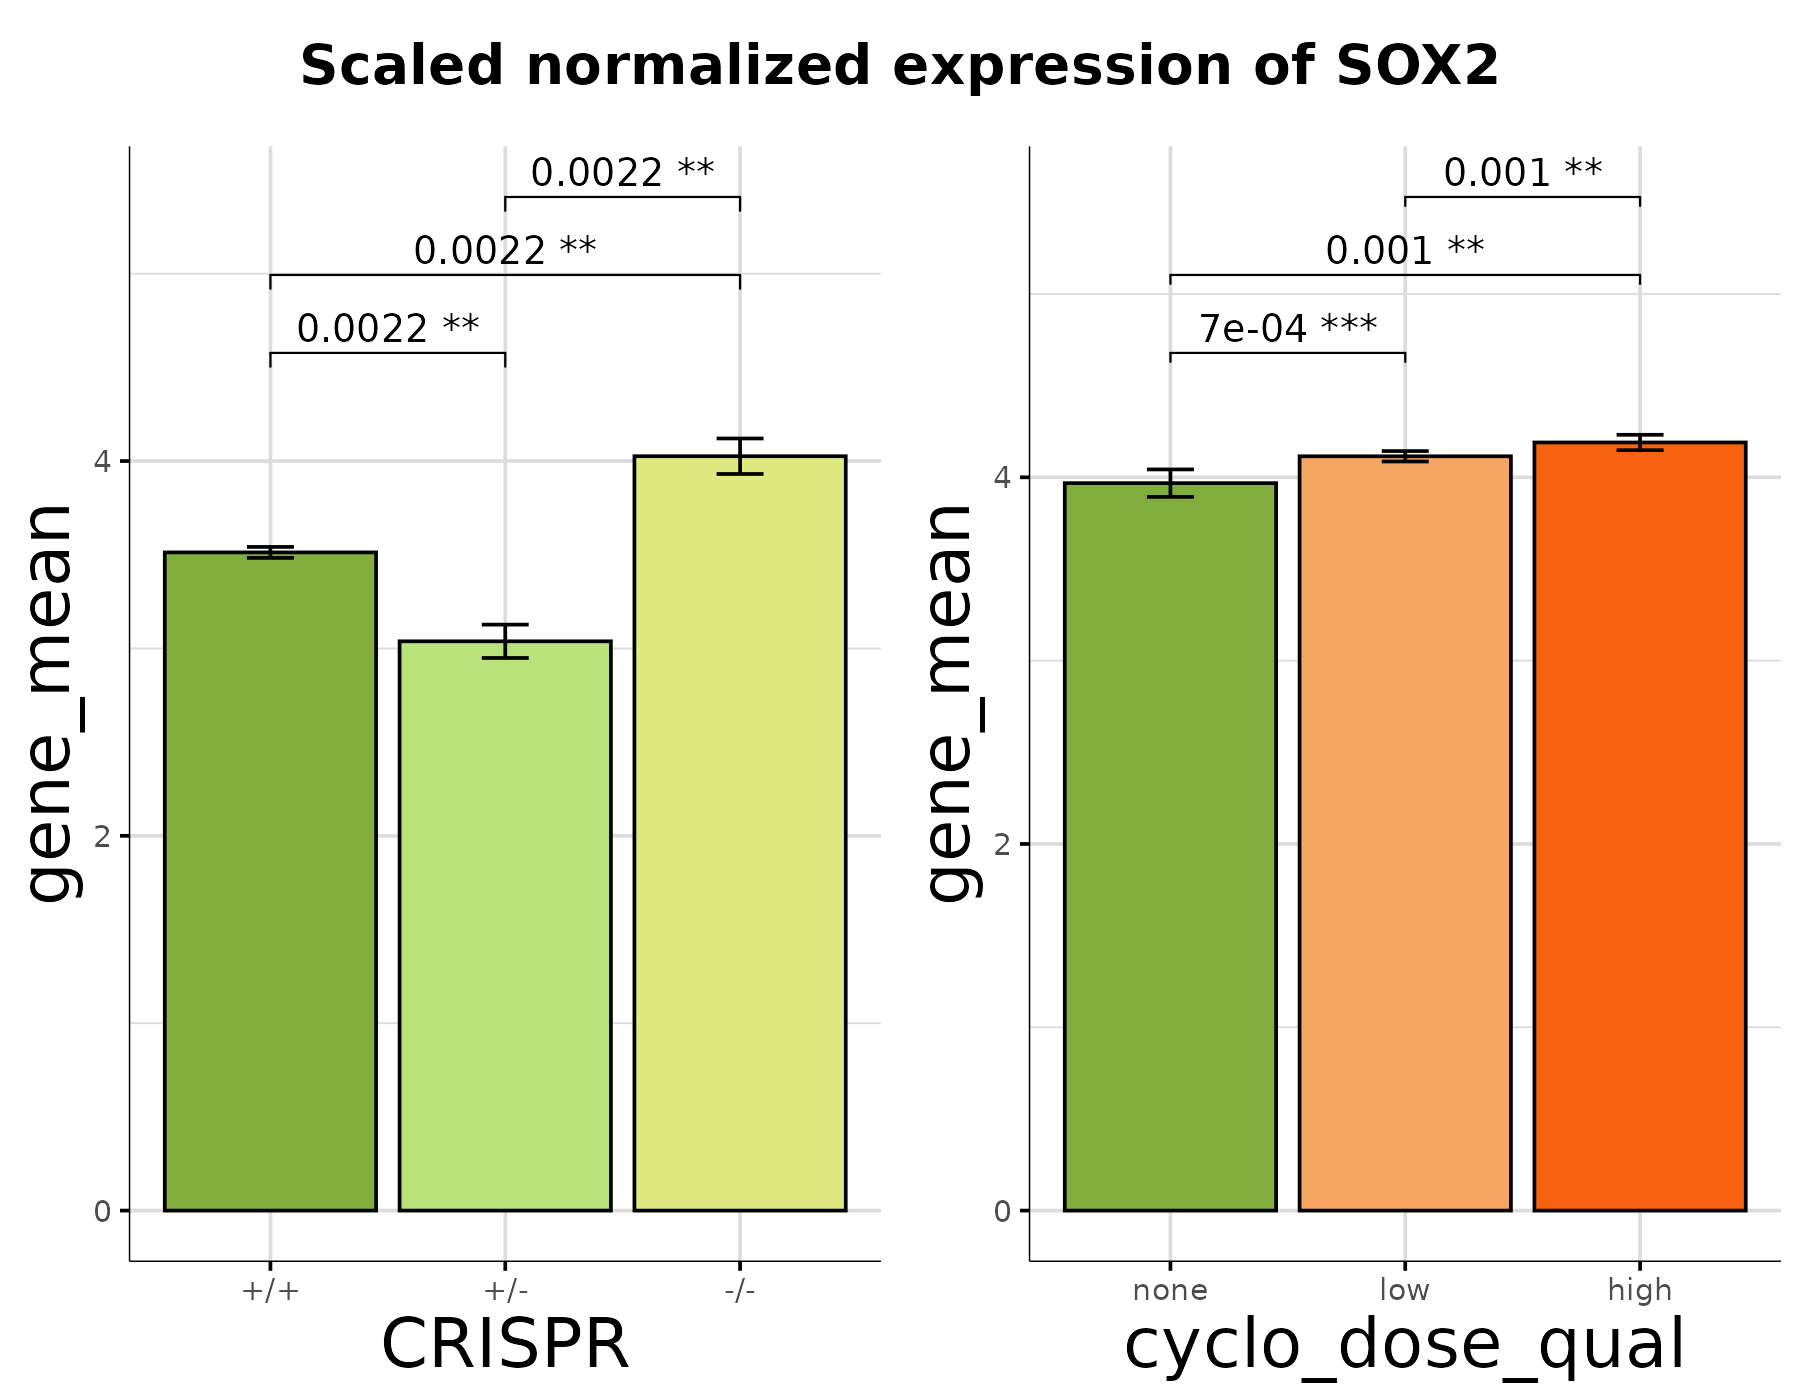 Scaled normalized expression of SOX2
gene_mean
0.0022 **
0.0022 **
0.0022 **
4
2
0
+/+ +/- -/-
CRISPR
gene_mean
0.001 **
0.001 **
7e-04 ***
4
2
0
none low high
cyclo_dose_qual